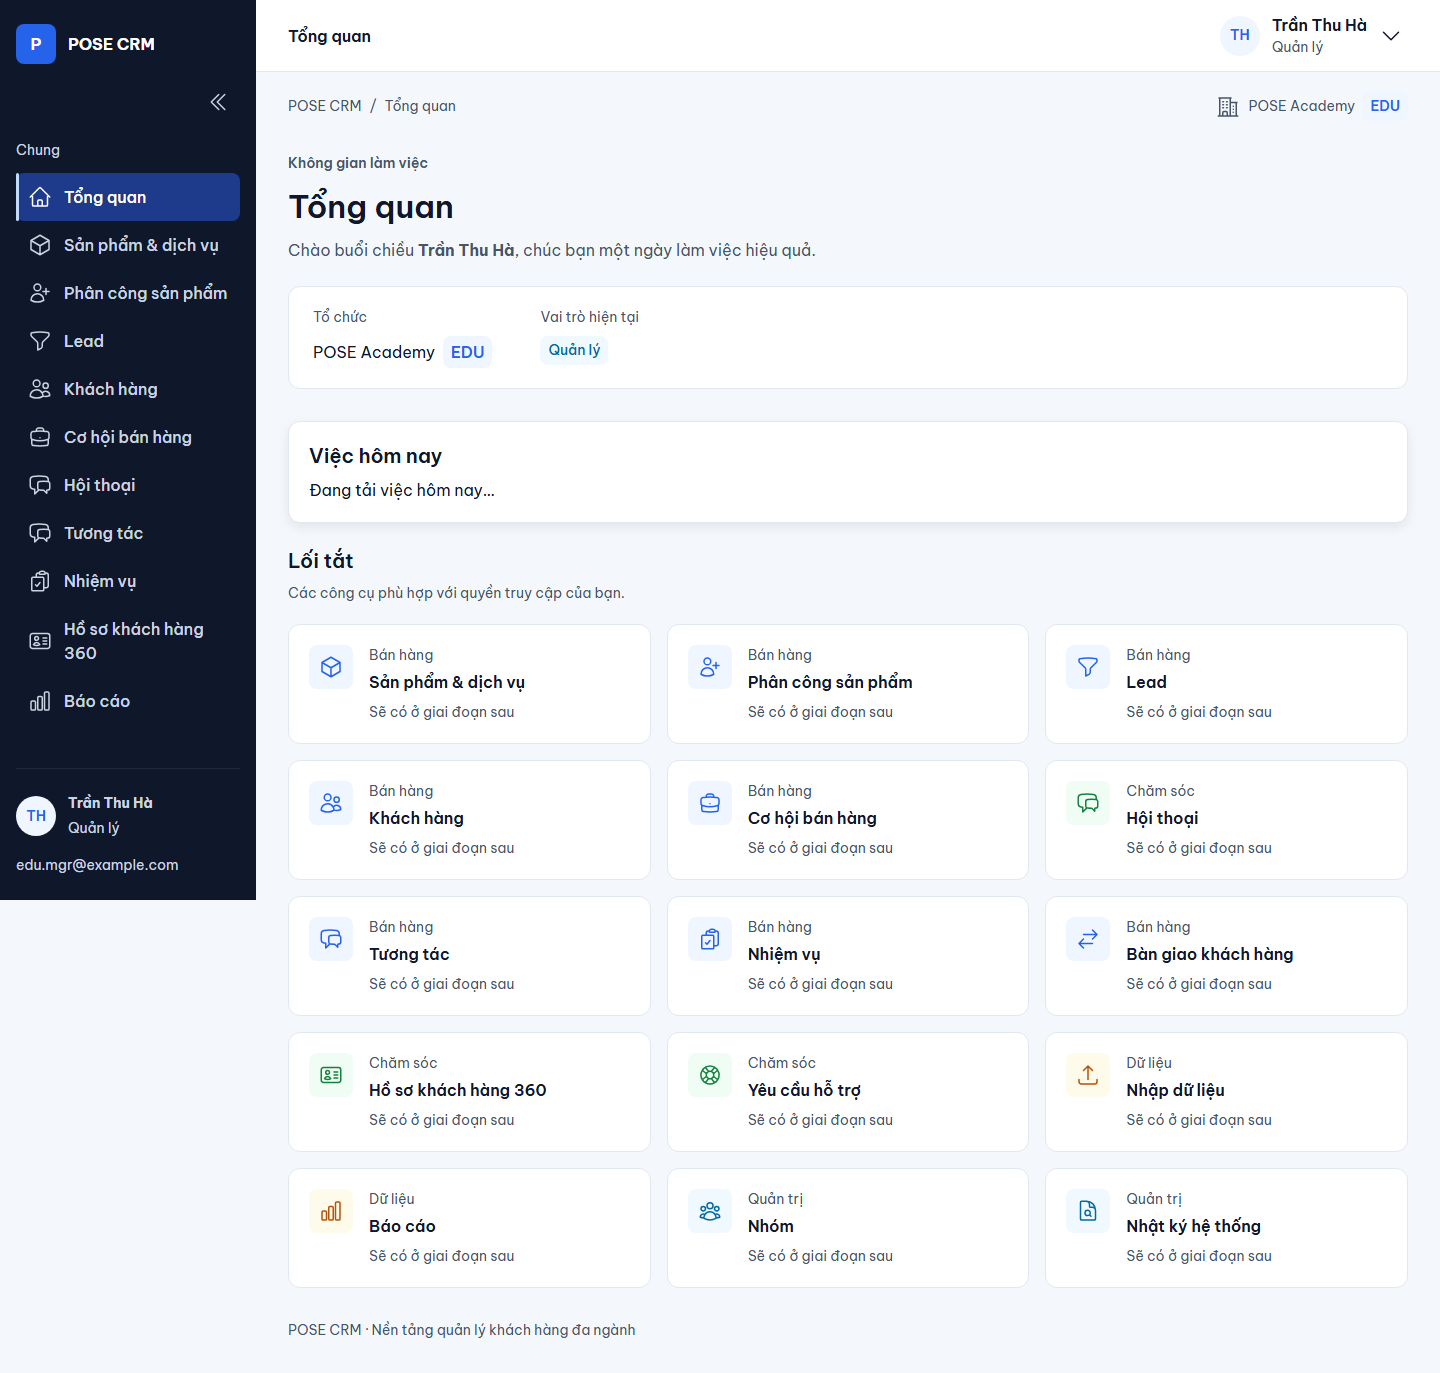 P POSE CRM
Chung
Tổng quan
Sản phẩm & dịch vụ
Phân công sản phẩm
Lead
Khách hàng
Cơ hội bán hàng
Hội thoại
Tương tác
Nhiệm vụ
Hồ sơ khách hàng
360
Báo cáo
TH
Trần Thu Hà
Quản lý
edu.mgr@example.com
Tổng quan
TH
Trần Thu Hà
Quản lý
POSE CRM / Tổng quan
POSE Academy EDU
Không gian làm việc
Tổng quan
Chào buổi chiều Trần Thu Hà, chúc bạn một ngày làm việc hiệu quả.
Tổ chức
POSE Academy EDU
Vai trò hiện tại
Quản lý
Việc hôm nay
Đang tải việc hôm nay...
Lối tắt
Các công cụ phù hợp với quyền truy cập của bạn.
Bán hàng
Sản phẩm & dịch vụ
Sẽ có ở giai đoạn sau
Bán hàng
Phân công sản phẩm
Sẽ có ở giai đoạn sau
Bán hàng
Lead
Sẽ có ở giai đoạn sau
Bán hàng
Khách hàng
Sẽ có ở giai đoạn sau
Bán hàng
Cơ hội bán hàng
Sẽ có ở giai đoạn sau
Chăm sóc
Hội thoại
Sẽ có ở giai đoạn sau
Bán hàng
Tương tác
Sẽ có ở giai đoạn sau
Bán hàng
Nhiệm vụ
Sẽ có ở giai đoạn sau
Bán hàng
Bàn giao khách hàng
Sẽ có ở giai đoạn sau
Chăm sóc
Hồ sơ khách hàng 360
Sẽ có ở giai đoạn sau
Chăm sóc
Yêu cầu hỗ trợ
Sẽ có ở giai đoạn sau
Dữ liệu
Nhập dữ liệu
Sẽ có ở giai đoạn sau
Dữ liệu
Báo cáo
Sẽ có ở giai đoạn sau
Quản trị
Nhóm
Sẽ có ở giai đoạn sau
Quản trị
Nhật ký hệ thống
Sẽ có ở giai đoạn sau
POSE CRM · Nền tảng quản lý khách hàng đa ngành